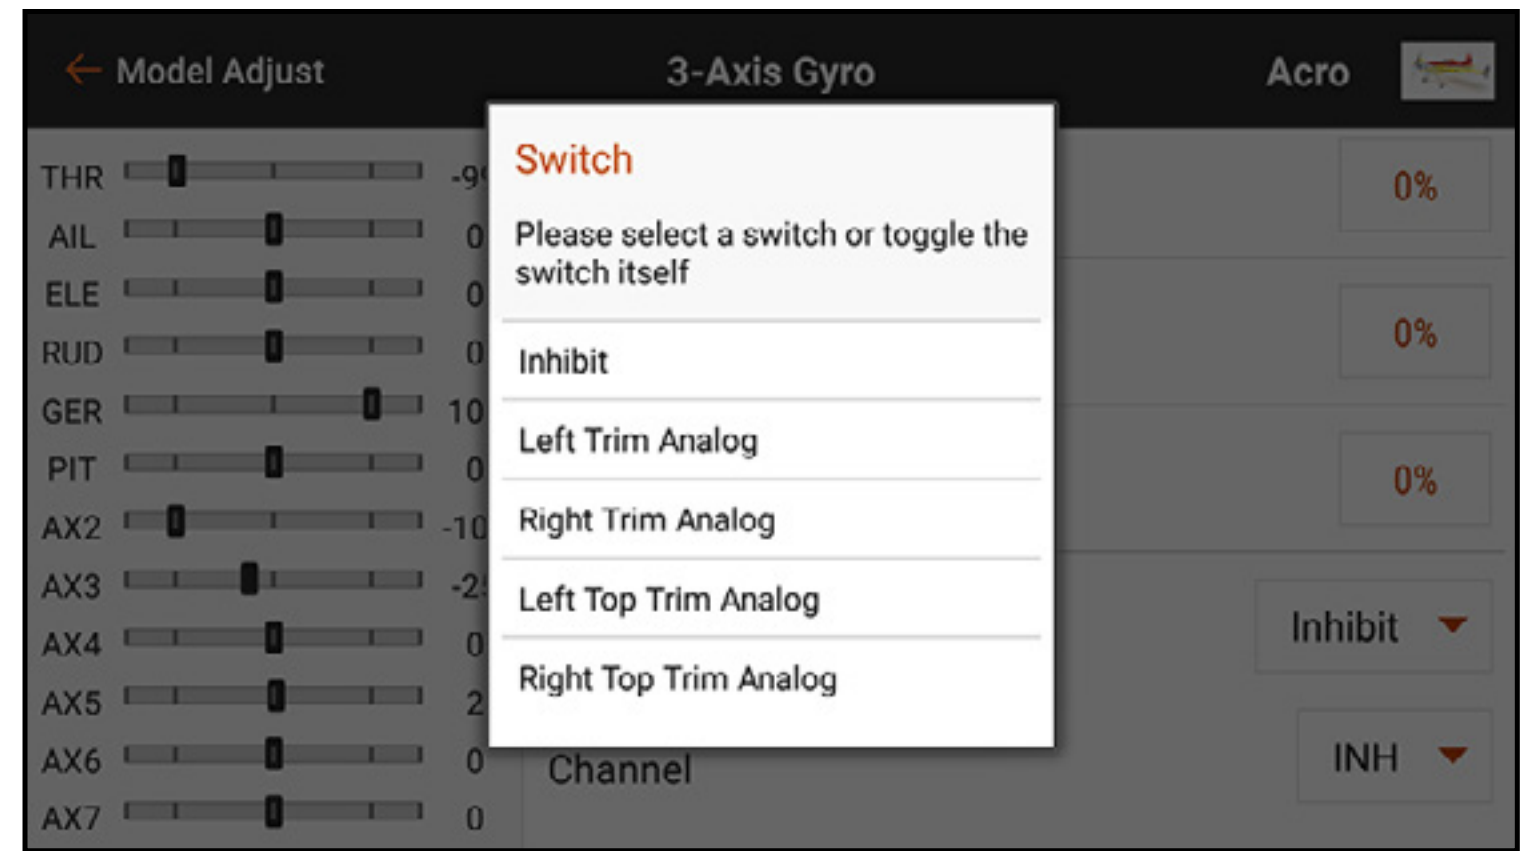 Model Adjust
3-Axis Gyro
Acro
Switch
Please select a switch or toggle the
switch itself
Inhibit
Left Trim Analog
Right Trim Analog
Left Top Trim Analog
Right Top Trim Analog
THR
AIL 0
ELE 0
RUD 0
GER
PIT 0
AX2
AX3
AX4 0
AX5 2
AX6 0
AX7 0
0%
0%
0%
Inhibit
Channel INH